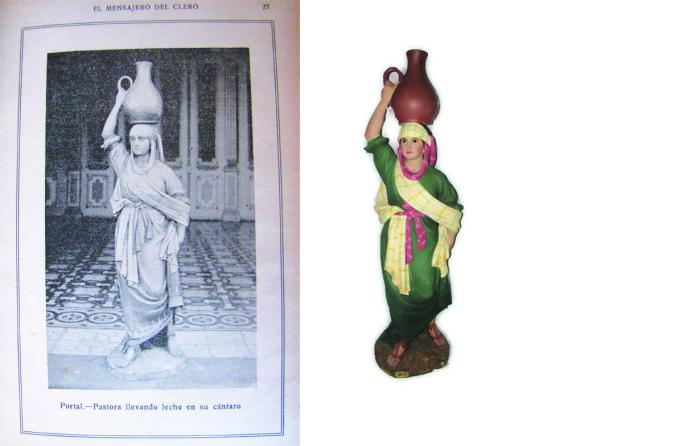 EL MENSAJERO DEL CLERO 27
Portal.—Pastora llevando leche en su cántaro